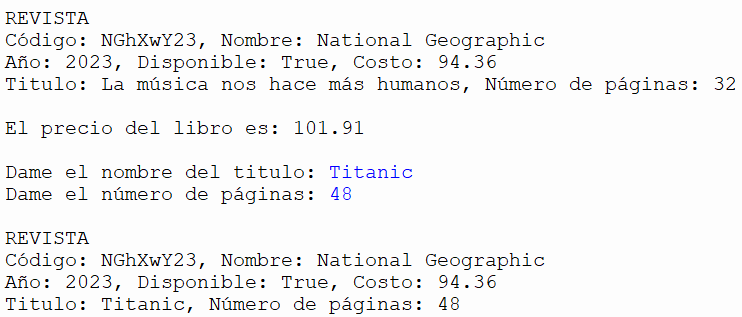 REVISTA
Código: NGhXwY23, Nombre: National Geographic
Año: 2023, Disponible: True, Costo: 94.36
Titulo: La música nos hace más humanos, Número de páginas: 32
El precio del libro es: 101.91
Dame el nombre del titulo: Titanic
Dame el número de páginas: 48
REVISTA
Código: NGhXwY23, Nombre: National Geographic
Año: 2023, Disponible: True, Costo: 94.36
Titulo: Titanic, Número de páginas: 48